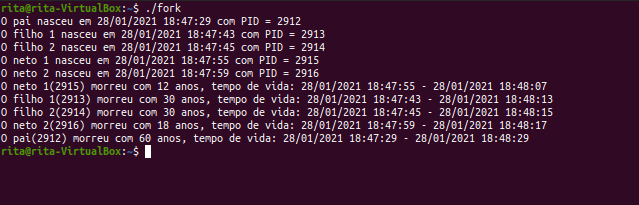 rita@rita-VirtualBox:~$ ./fork
O pai nasceu em 28/01/2021 18:47:29 com PID = 2912
O filho 1 nasceu em 28/01/2021 18:47:43 com PID = 2913
O filho 2 nasceu em 28/01/2021 18:47:45 com PID = 2914
O neto 1 nasceu em 28/01/2021 18:47:55 com PID = 2915
O neto 2 nasceu em 28/01/2021 18:47:59 com PID = 2916
O neto 1(2915) morreu com 12 anos, tempo de vida: 28/01/2021 18:47:55 - 28/01/2021 18:48:07
O filho 1(2913) morreu com 30 anos, tempo de vida: 28/01/2021 18:47:43 - 28/01/2021 18:48:13
O filho 2(2914) morreu com 30 anos, tempo de vida: 28/01/2021 18:47:45 - 28/01/2021 18:48:15
O neto 2(2916) morreu com 18 anos, tempo de vida: 28/01/2021 18:47:59 - 28/01/2021 18:48:17
O pai(2912) morreu com 60 anos, tempo de vida: 28/01/2021 18:47:29 - 28/01/2021 18:48:29
rita@rita-VirtualBox:~$